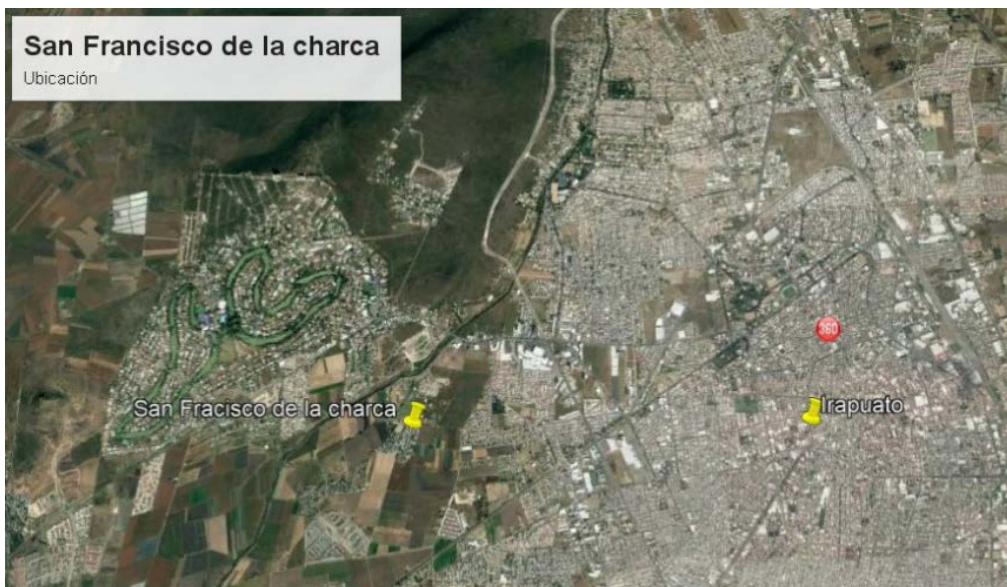 San Francisco de la charca
Ubicación
360
San Fracisco de la charca
Irapuato